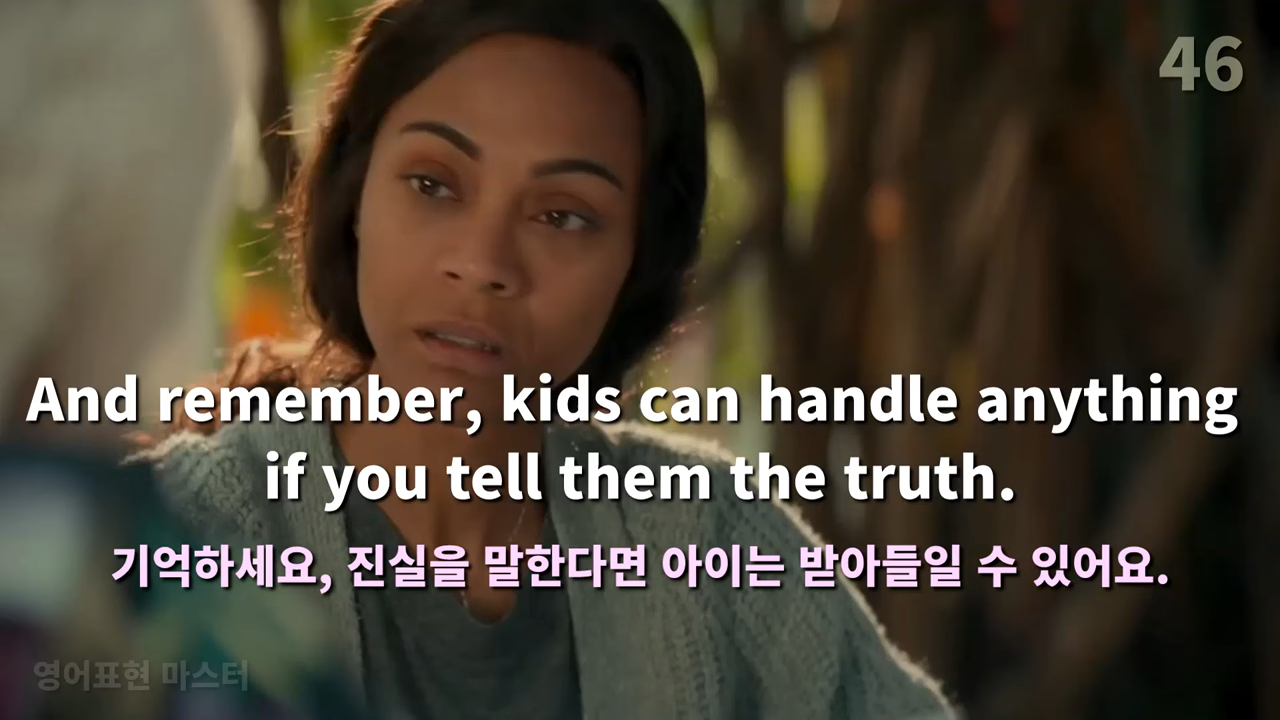 46
And remember, kids can handle anything
if you tell them the truth.
기억하세요, 진실을 말한다면 아이는 받아들일 수 있어요.
영어표현 마스터